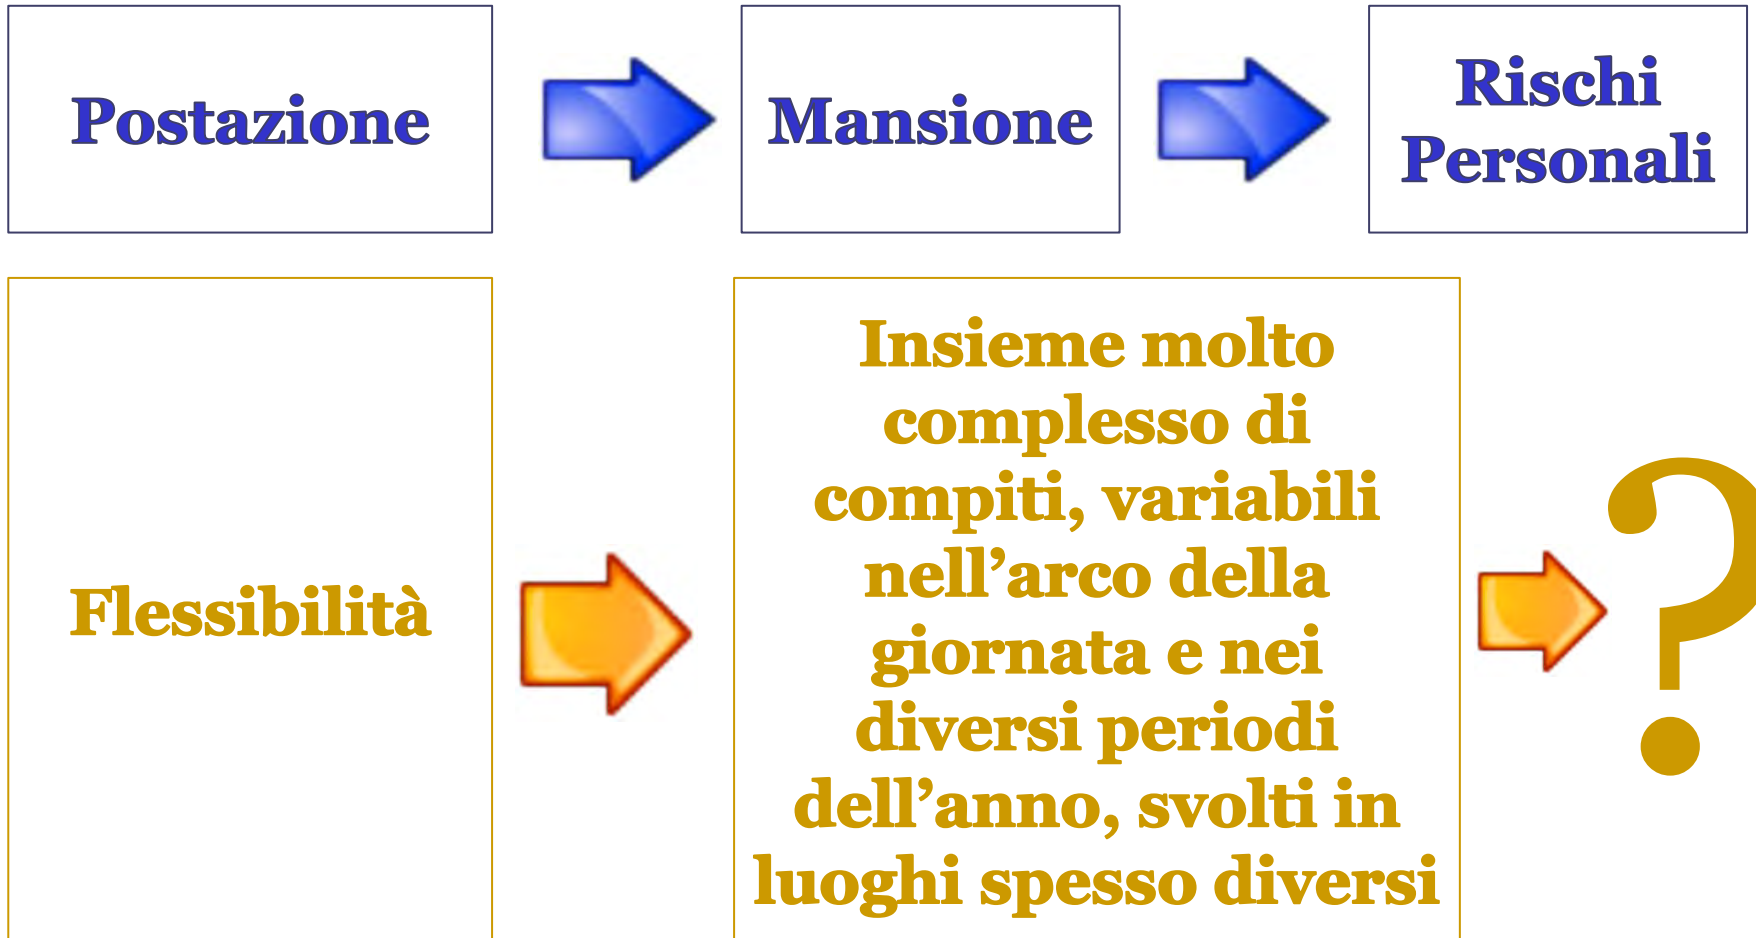 Postazione
Mansione
Rischi
Personali
Flessibilità
Insieme molto
complesso di
compiti, variabili
nell’arco della
giornata e nei
diversi periodi
dell’anno, svolti in
luoghi spesso diversi
?